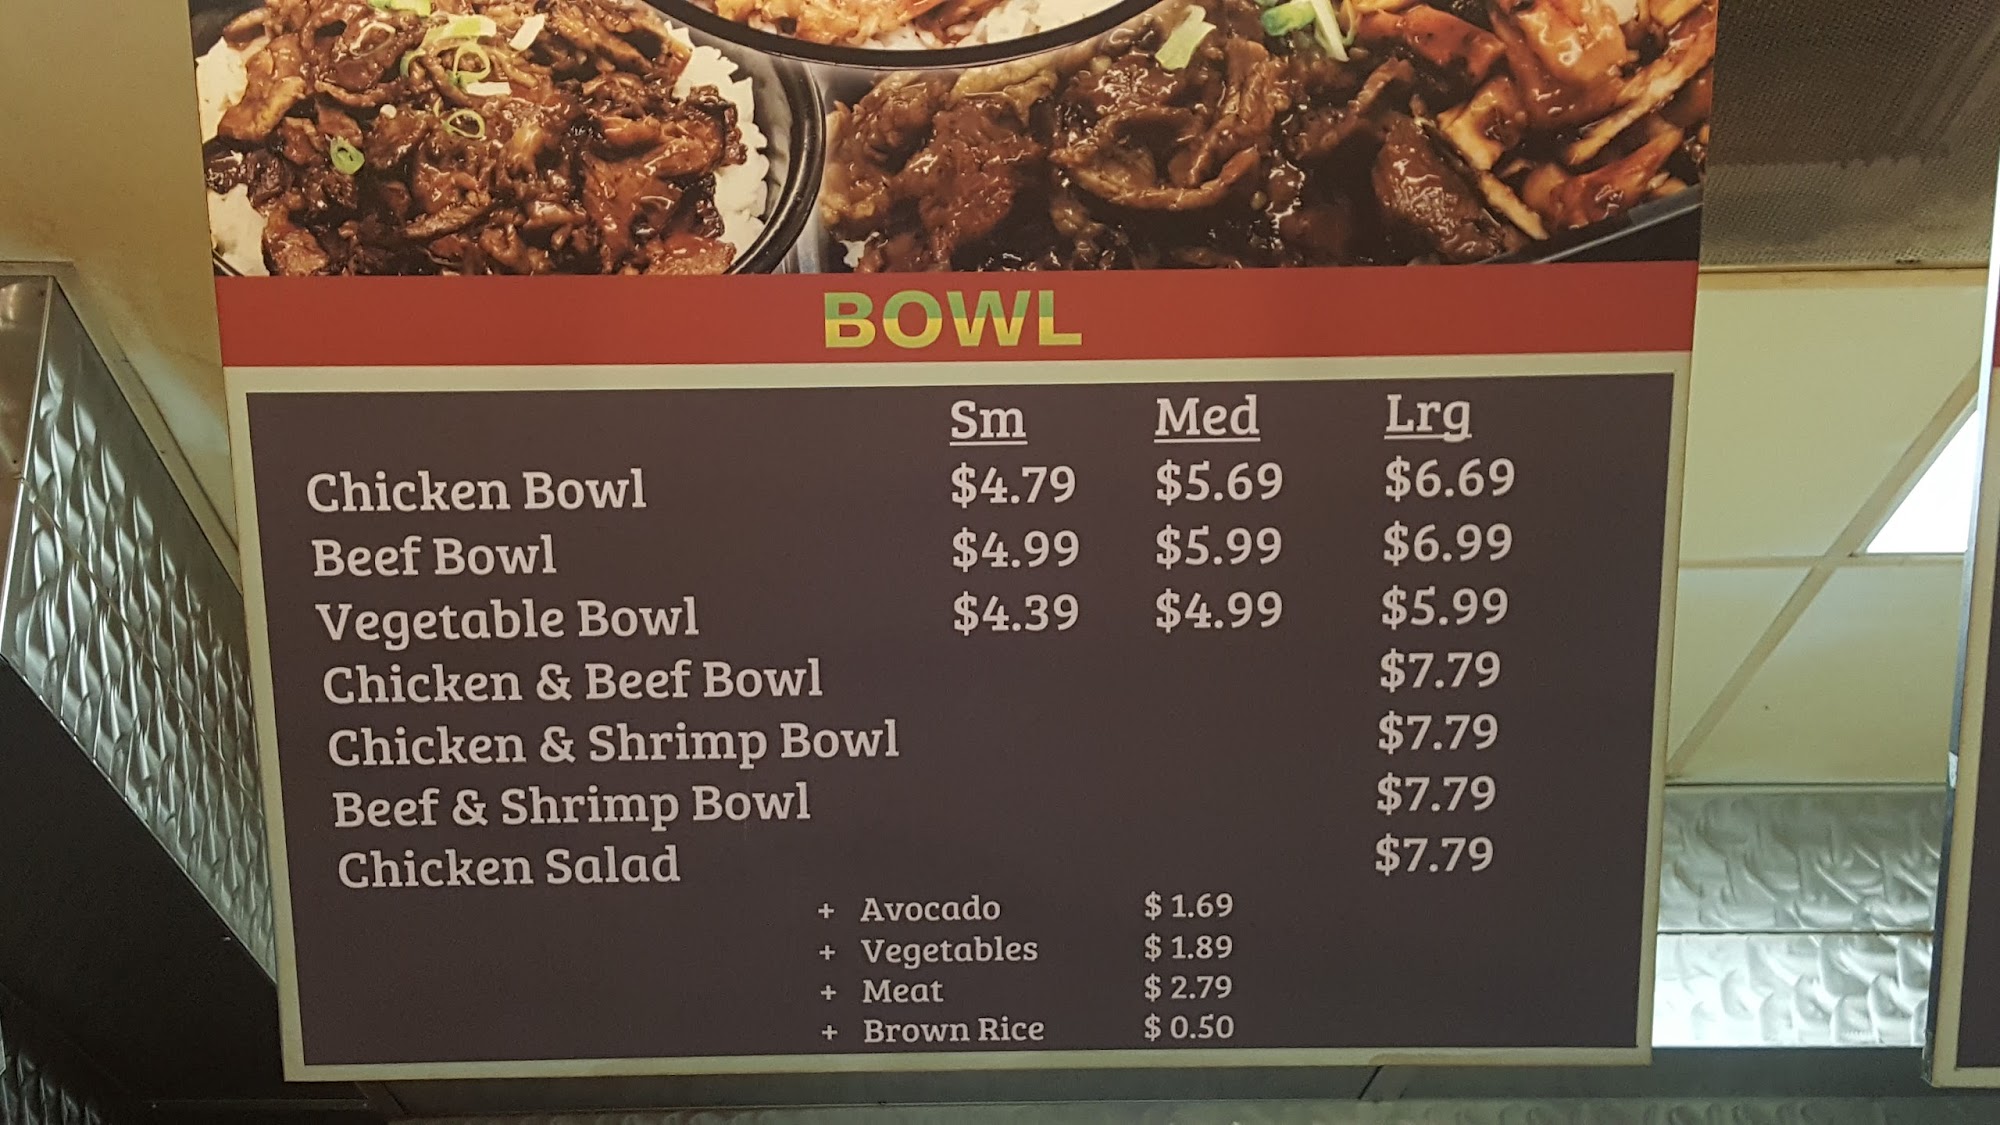 BOWL
Sm Med Lrg
Chicken Bowl $4.79 $5.69 $6.69
Beef Bowl $4.99 $5.99 $6.99
Vegetable Bowl $4.39 $4.99 $5.99
Chicken & Beef Bowl $7.79
Chicken & Shrimp Bowl $7.79
Beef & Shrimp Bowl $7.79
Chicken Salad $7.79
+ Avocado $ 1.69
+ Vegetables $ 1.89
+ Meat $ 2.79
+ Brown Rice $ 0.50